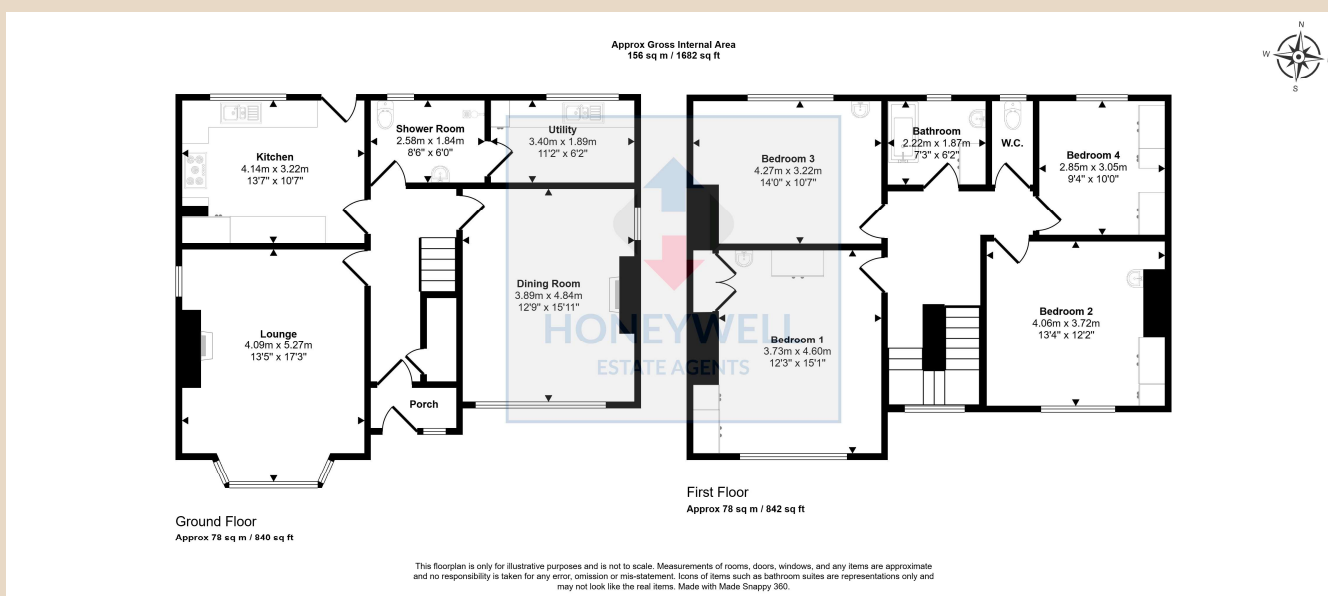 Approx Gross Internal Area
156 sq m / 1682 sq ft
N
W
S
Kitchen
4.14m x 3.22m
13'7" x 10'7"
Shower Room
2.58m x 1.84m
8'6" x 6'0"
Utility
3.40m x 1.89m
11'2" x 6'2"
Dining Room
3.89m x 4.84m
12'9" x 15'11"
Lounge
4.09m x 5.27m
13'5" x 17'3"
Porch
Ground Floor
Approx 78 sq m / 840 sq ft
Bedroom 3
4.27m x 3.22m
14'0" x 10'7"
Bathroom
2.22m x 1.87m
7'3" x 6'2"
W.C.
Bedroom 4
2.85m x 3.05m
9'4" x 10'0"
Bedroom 1
3.73m x 4.60m
12'3" x 15'1"
Bedroom 2
4.06m x 3.72m
13'4" x 12'2"
First Floor
Approx 78 sq m / 842 sq ft
HONEYWELL
ESTATE AGENTS
This floorplan is only for illustrative purposes and is not to scale. Measurements of rooms, doors, windows, and any items are approximate
and no responsibility is taken for any error, omission or mis-statement. Icons of items such as bathroom suites are representations only and
may not look like the real items. Made with Made Snappy 360.